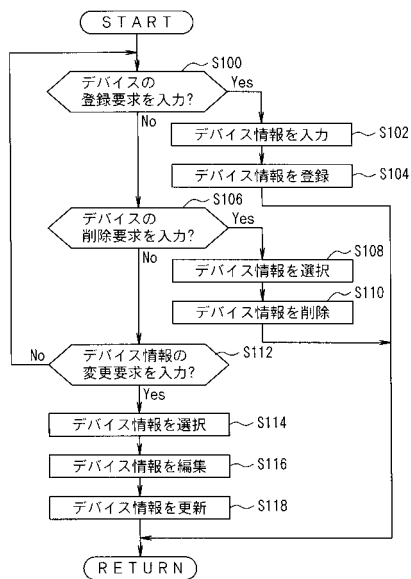 START
S100
デバイスの
登録要求を入力?
Yes
No
デバイス情報を入力
S102
デバイス情報を登録
S104
S106
デバイスの
削除要求を入力?
Yes
No
S108
デバイス情報を選択
S110
デバイス情報を削除
S112
デバイス情報の
変更要求を入力?
No
Yes
デバイス情報を選択
S114
デバイス情報を編集
S116
デバイス情報を更新
S118
RETURN